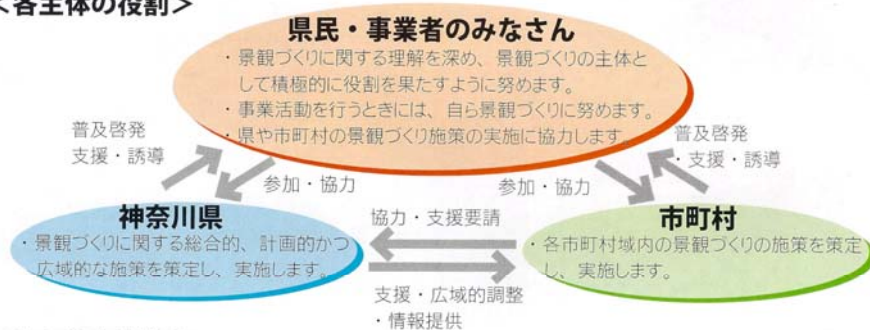 ＜各主体の役割＞
県民・事業者のみなさん
・景観づくりに関する理解を深め、景観づくりの主体と
して積極的に役割を果たすように努めます。
・事業活動を行うときには、自ら景観づくりに努めます。
・県や市町村の景観づくり施策の実施に協力します。
普及啓発
支援・誘導
参加・協力
参加・協力
普及啓発
・支援・誘導
神奈川県
・景観づくりに関する総合的、計画的かつ
広域的な施策を策定し、実施します。
協力・支援要請
支援・広域的調整
・情報提供
市町村
・各市町村域内の景観づくりの施策を策定
し、実施します。